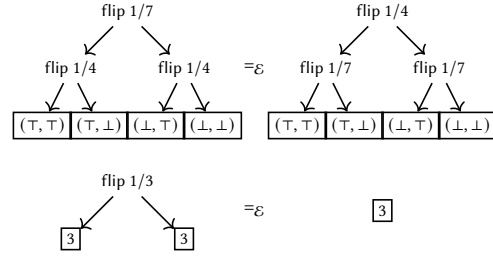 flip 1/7 flip 1/4
flip 1/4 flip 1/4 =ε flip 1/7 flip 1/7
(⊤, ⊤) (⊤, ⊥) (⊥, ⊤) (⊥, ⊥) (⊤, ⊤) (⊤, ⊥) (⊥, ⊤) (⊥, ⊥)
flip 1/3
3 3 =ε 3